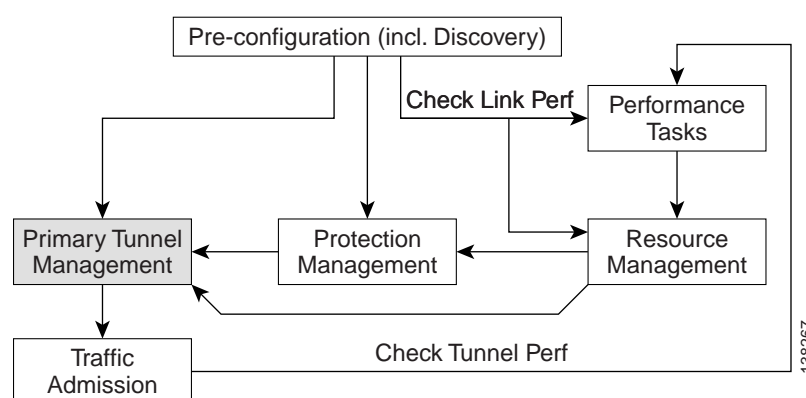 Pre-configuration (incl. Discovery)
Check Link Perf
Performance
Tasks
Primary Tunnel
Management
Protection
Management
Resource
Management
Traffic
Admission
Check Tunnel Perf
138267